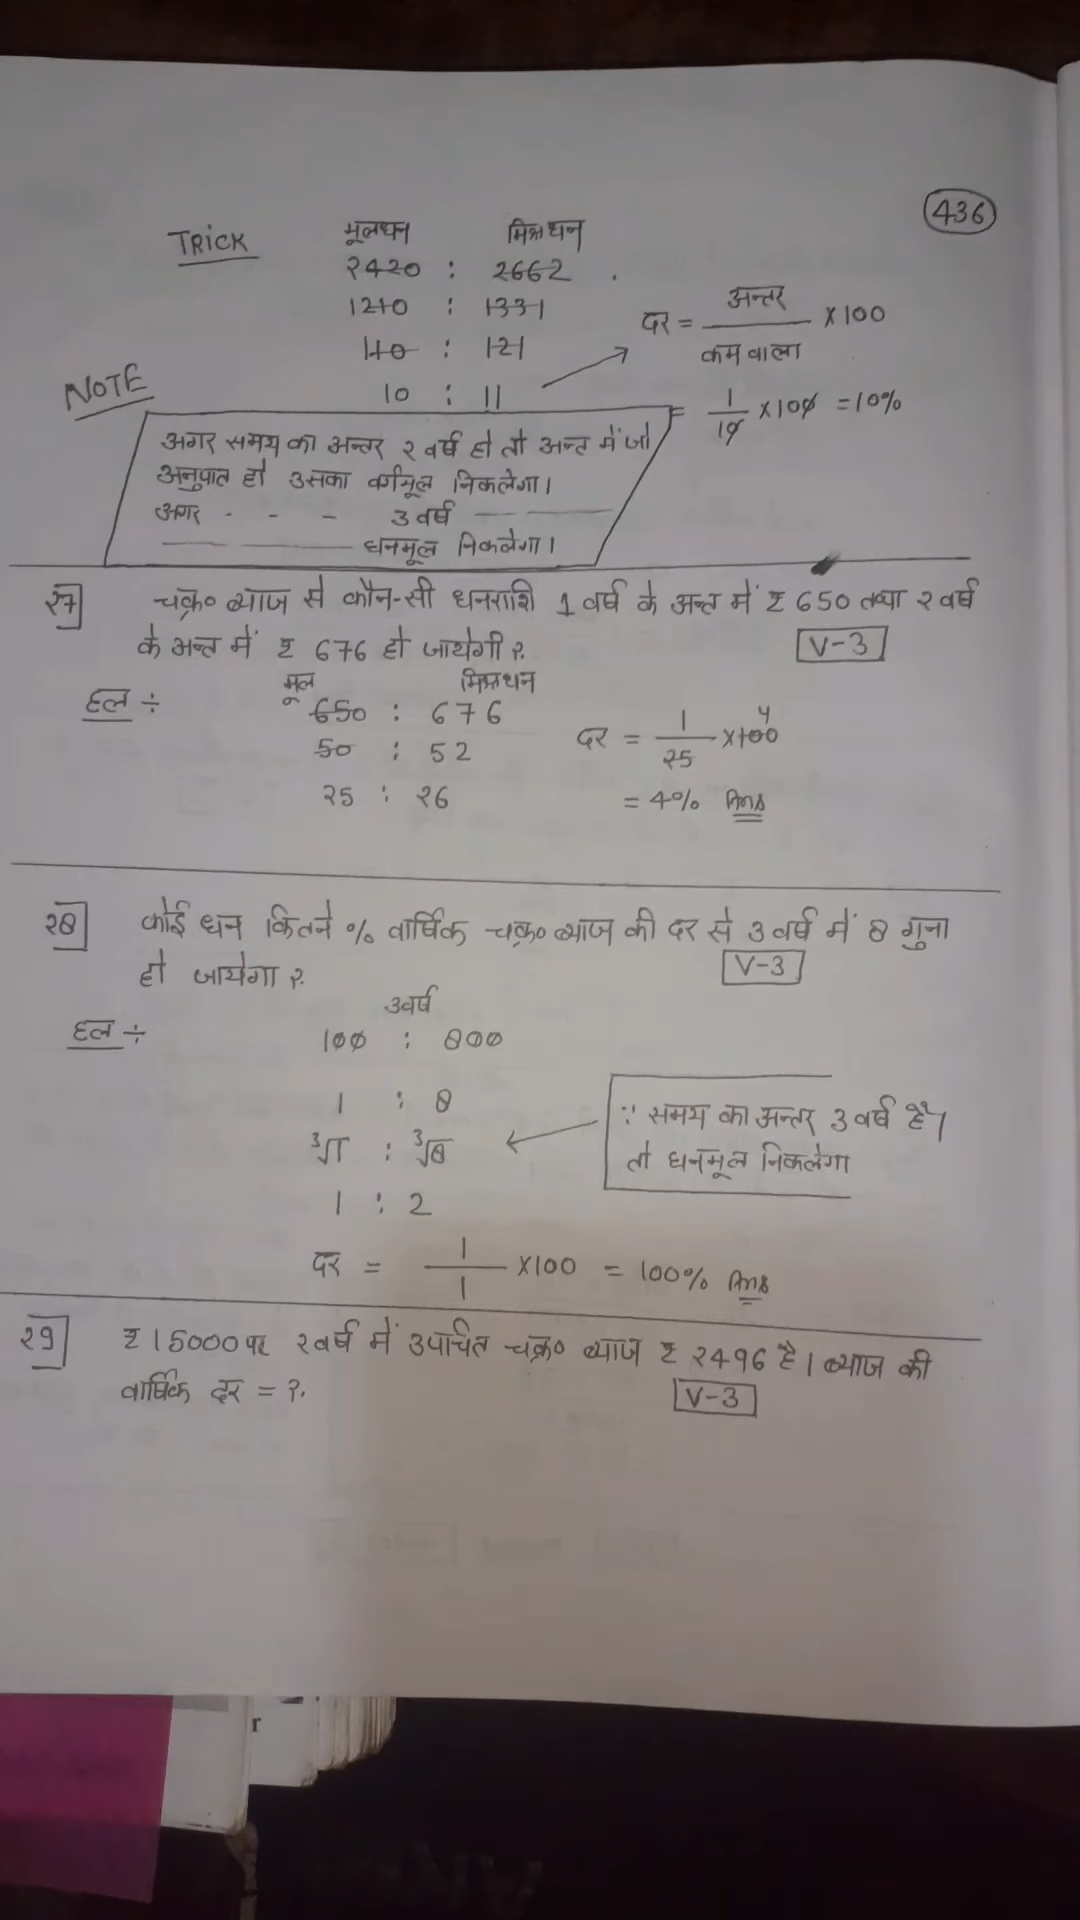 436
TRICK मूलधन मिश्रधन
2420 : 2662
1210 : 1331
110 : 121
10 : 11
दर = अन्तर / कम वाला × 100
= 1/10 × 100 = 10%
NOTE
अगर समय का अन्तर 2 वर्ष हो तो अन्त में जो
अनुपात हो उसका वर्गमूल निकलेगा।
अगर - - - 3 वर्ष — —
— — — घनमूल निकलेगा।
27] चक्र० ब्याज से कौन-सी धनराशि 1 वर्ष के अन्त में ₹ 650 तथा 2 वर्ष
के अन्त में ₹ 676 हो जायेगी ?. V-3
हल ÷ मूल मिश्रधन
650 : 676
50 : 52
25 : 26
दर = 1/25 × 100 4
= 4% Ans
28] कोई धन कितने % वार्षिक चक्र० ब्याज की दर से 3 वर्ष में 8 गुना
हो जायेगा ?. V-3
हल ÷ 3 वर्ष
100 : 800
1 : 8
∛1 : ∛8
1 : 2
∵ समय का अन्तर 3 वर्ष है।
तो घनमूल निकलेगा
दर = 1/1 × 100 = 100% Ans
29] ₹ 15000 पर 2 वर्ष में उपार्चित चक्र० ब्याज ₹ 2496 है। ब्याज की
वार्षिक दर = ?. V-3
r